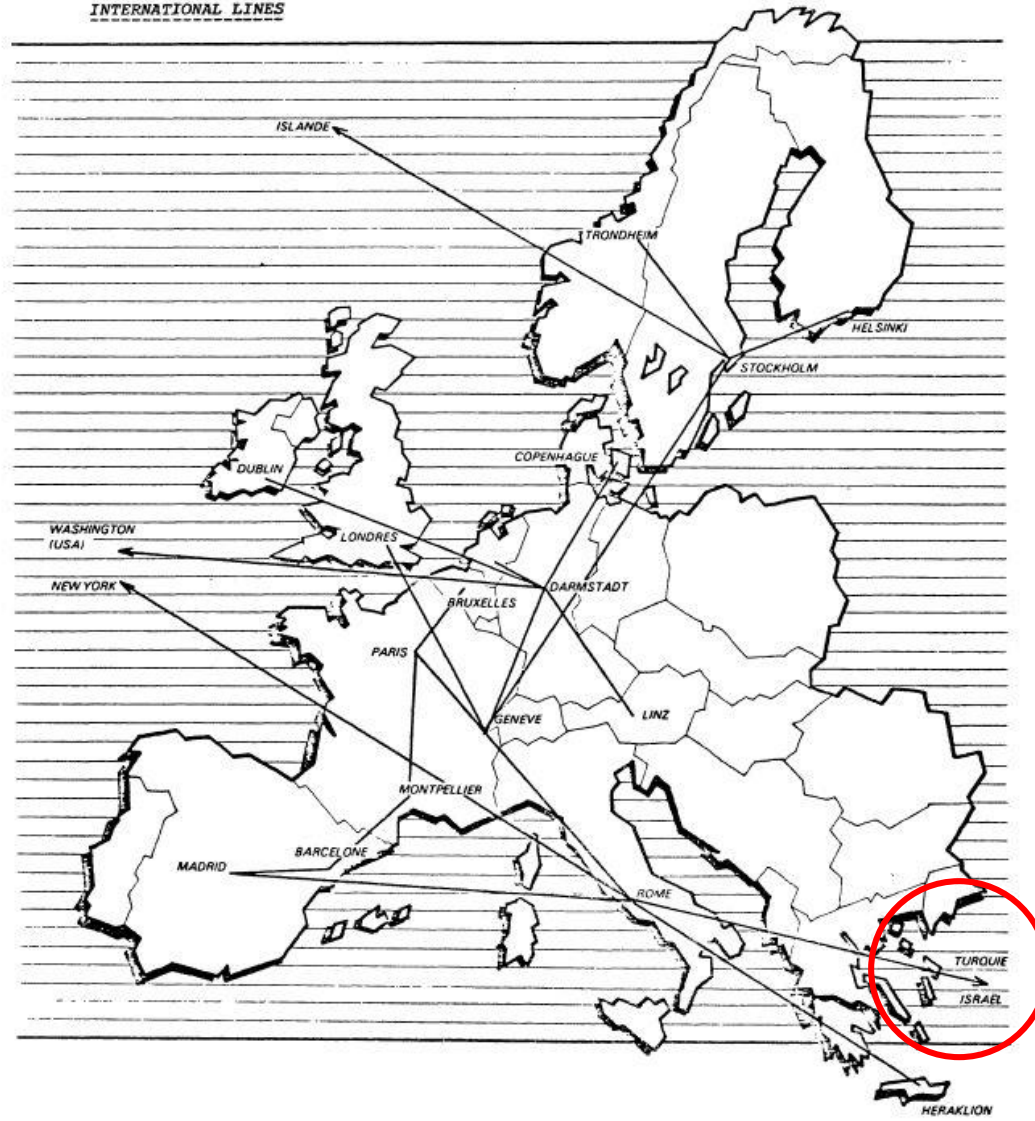 INTERNATIONAL LINES
ISLANDE
TRONDHEIM
HELSINKI
STOCKHOLM
COPENHAGUE
DUBLIN
WASHINGTON
(USA)
LONDRES
NEW YORK
DARMSTADT
BRUXELLES
PARIS
GENEVE
LINZ
MONTPELLIER
BARCELONE
MADRID
ROME
TURQUIE
ISRAËL
HERAKLION